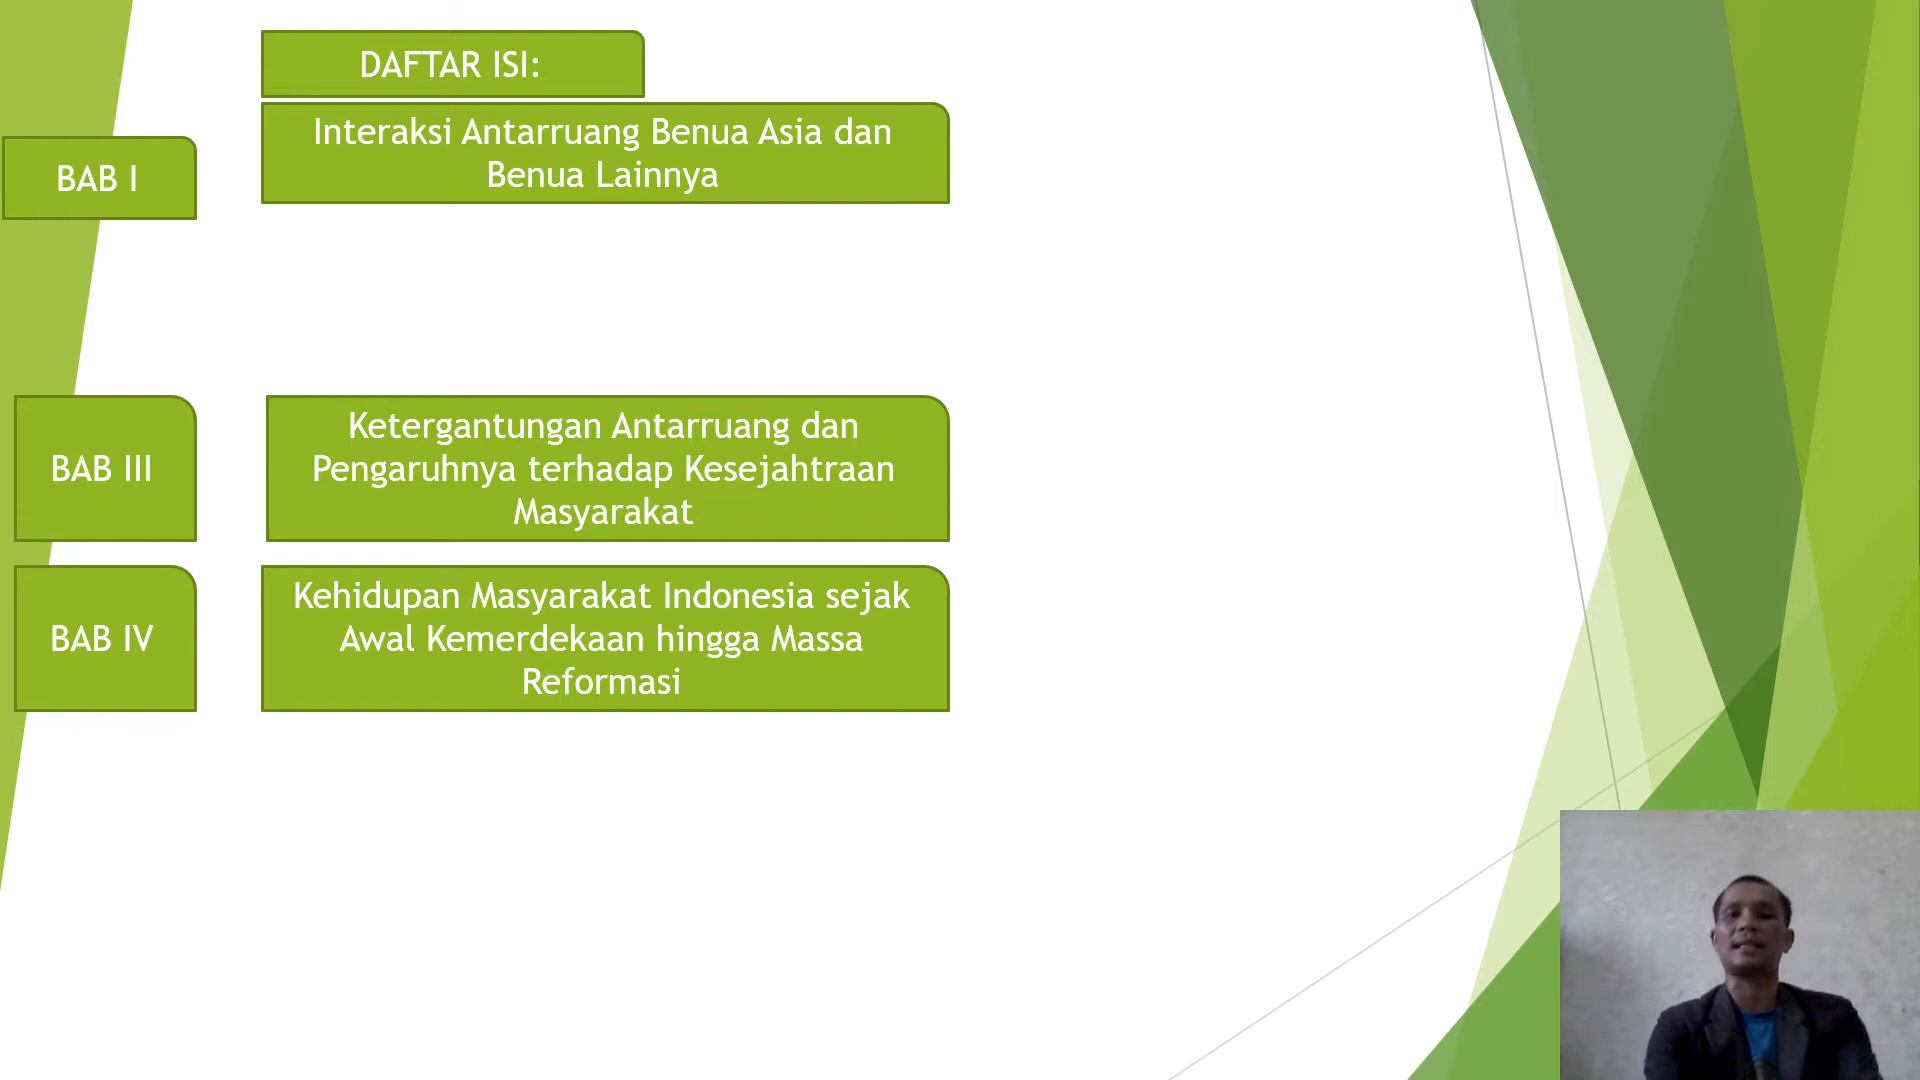 DAFTAR ISI:
BAB I
Interaksi Antarruang Benua Asia dan
Benua Lainnya
BAB III
Ketergantungan Antarruang dan
Pengaruhnya terhadap Kesejahtraan
Masyarakat
BAB IV
Kehidupan Masyarakat Indonesia sejak
Awal Kemerdekaan hingga Massa
Reformasi